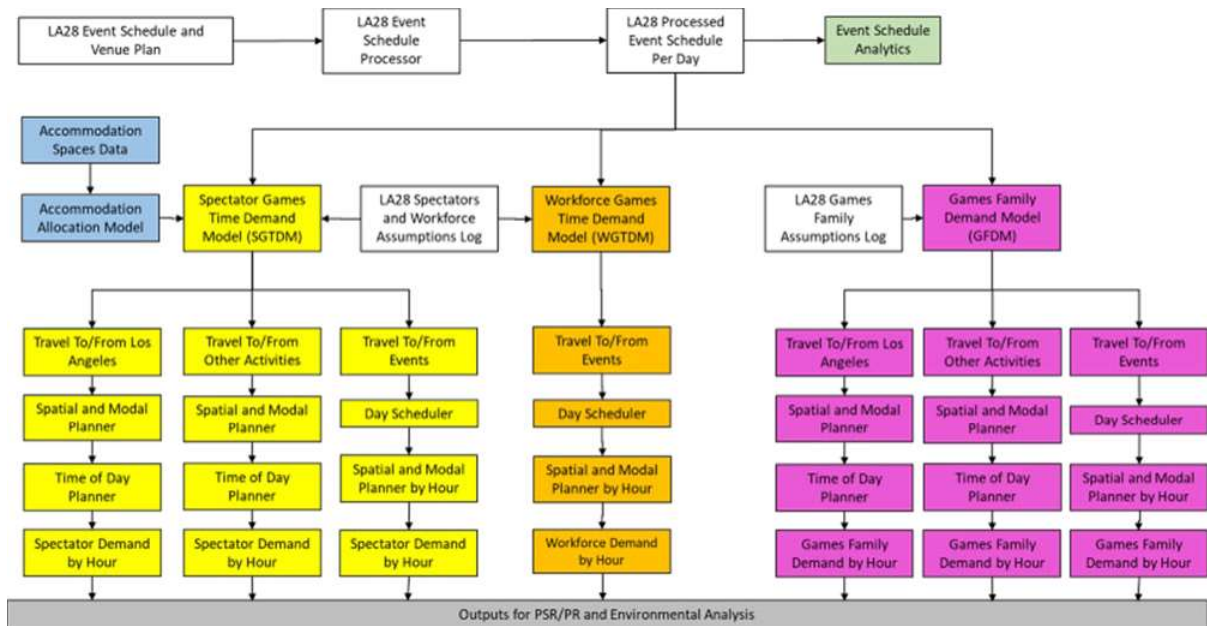 LA28 Event Schedule and
Venue Plan
LA28 Event
Schedule
Processor
LA28 Processed
Event Schedule
Per Day
Event Schedule
Analytics
Accommodation
Spaces Data
Accommodation
Allocation Model
Spectator Games
Time Demand
Model (SGTDM)
LA28 Spectators
and Workforce
Assumptions Log
Workforce Games
Time Demand
Model (WGTDM)
LA28 Games
Family
Assumptions Log
Games Family
Demand Model
(GFDM)
Travel To/From Los
Angeles
Travel To/From
Other Activities
Travel To/From
Events
Travel To/From
Events
Travel To/From Los
Angeles
Travel To/From
Other Activities
Travel To/From
Events
Spatial and Modal
Planner
Spatial and Modal
Planner
Day Scheduler
Day Scheduler
Spatial and Modal
Planner
Spatial and Modal
Planner
Day Scheduler
Time of Day
Planner
Time of Day
Planner
Spatial and Modal
Planner by Hour
Spatial and Modal
Planner by Hour
Time of Day
Planner
Time of Day
Planner
Spatial and Modal
Planner by Hour
Spectator Demand
by Hour
Spectator Demand
by Hour
Spectator Demand
by Hour
Workforce Demand
by Hour
Games Family
Demand by Hour
Games Family
Demand by Hour
Games Family
Demand by Hour
Outputs for PSR/PR and Environmental Analysis